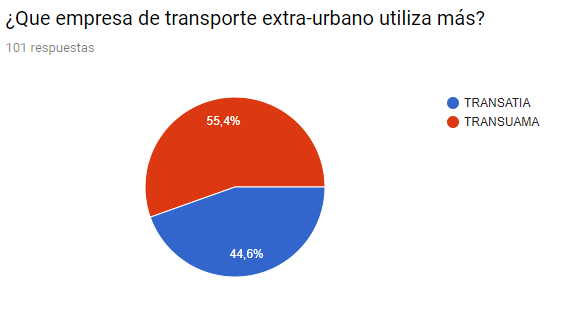 ¿Que empresa de transporte extra-urbano utiliza más?
101 respuestas
TRANSATIA
TRANSUAMA
55,4%
44,6%